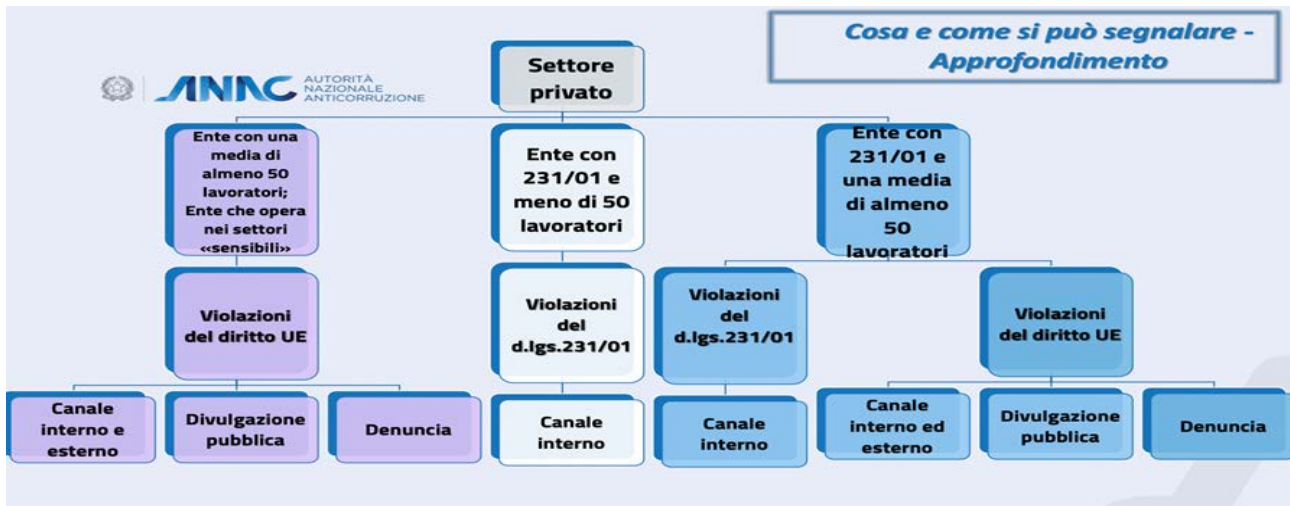 Cosa e come si può segnalare -
Approfondimento
ANAC
AUTORITÀ
NAZIONALE
ANTICORRUZIONE
Settore
privato
Ente con una
media di
almeno 50
lavoratori;
Ente che opera
nei settori
«sensibili»
Ente con
231/01 e
meno di 50
lavoratori
Ente con
231/01 e
una media
di almeno
50
lavoratori
Violazioni
del diritto UE
Violazioni
del
d.lgs.231/01
Violazioni
del
d.lgs.231/01
Violazioni
del diritto UE
Canale
interno e
esterno
Divulgazione
pubblica
Denuncia
Canale
interno
Canale
interno
Canale
interno ed
esterno
Divulgazione
pubblica
Denuncia